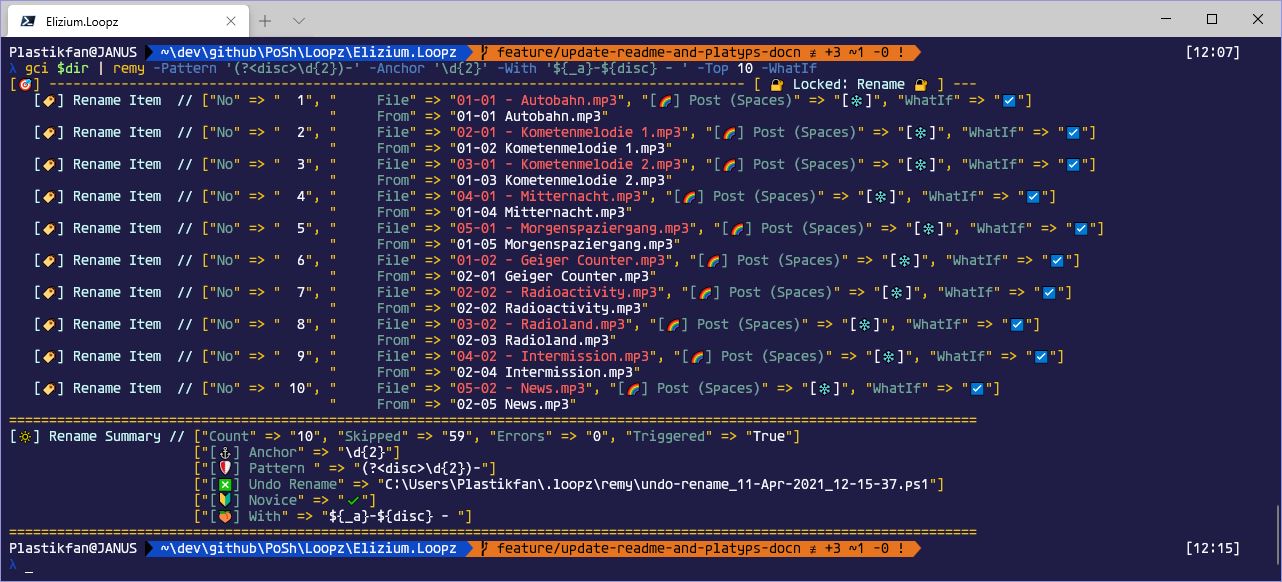 Elizium.Loopz
Plastikfan@JANUS ~\dev\github\PoSh\Loopz\Elizium.Loopz feature/update-readme-and-platyps-docn ≢ +3 ~1 -0 ! [12:07]
λ gci $dir | remy -Pattern '(?<disc>\d{2})-' -Anchor '\d{2}' -With '${_a}-${disc} - ' -Top 10 -WhatIf
[🎯] ---------------------------------------------------------------------------------------- [ 🔐 Locked: Rename 🔐 ] ---
[🏷️] Rename Item // ["No" => "  1", "     File" => "01-01 - Autobahn.mp3", "[🌈] Post (Spaces)" => "[❄️]", "WhatIf" => "☑️"]
"     From" => "01-01 Autobahn.mp3"
[🏷️] Rename Item // ["No" => "  2", "     File" => "02-01 - Kometenmelodie 1.mp3", "[🌈] Post (Spaces)" => "[❄️]", "WhatIf" => "☑️"]
"     From" => "01-02 Kometenmelodie 1.mp3"
[🏷️] Rename Item // ["No" => "  3", "     File" => "03-01 - Kometenmelodie 2.mp3", "[🌈] Post (Spaces)" => "[❄️]", "WhatIf" => "☑️"]
"     From" => "01-03 Kometenmelodie 2.mp3"
[🏷️] Rename Item // ["No" => "  4", "     File" => "04-01 - Mitternacht.mp3", "[🌈] Post (Spaces)" => "[❄️]", "WhatIf" => "☑️"]
"     From" => "01-04 Mitternacht.mp3"
[🏷️] Rename Item // ["No" => "  5", "     File" => "05-01 - Morgenspaziergang.mp3", "[🌈] Post (Spaces)" => "[❄️]", "WhatIf" => "☑️"]
"     From" => "01-05 Morgenspaziergang.mp3"
[🏷️] Rename Item // ["No" => "  6", "     File" => "01-02 - Geiger Counter.mp3", "[🌈] Post (Spaces)" => "[❄️]", "WhatIf" => "☑️"]
"     From" => "02-01 Geiger Counter.mp3"
[🏷️] Rename Item // ["No" => "  7", "     File" => "02-02 - Radioactivity.mp3", "[🌈] Post (Spaces)" => "[❄️]", "WhatIf" => "☑️"]
"     From" => "02-02 Radioactivity.mp3"
[🏷️] Rename Item // ["No" => "  8", "     File" => "03-02 - Radioland.mp3", "[🌈] Post (Spaces)" => "[❄️]", "WhatIf" => "☑️"]
"     From" => "02-03 Radioland.mp3"
[🏷️] Rename Item // ["No" => "  9", "     File" => "04-02 - Intermission.mp3", "[🌈] Post (Spaces)" => "[❄️]", "WhatIf" => "☑️"]
"     From" => "02-04 Intermission.mp3"
[🏷️] Rename Item // ["No" => " 10", "     File" => "05-02 - News.mp3", "[🌈] Post (Spaces)" => "[❄️]", "WhatIf" => "☑️"]
"     From" => "02-05 News.mp3"
=========================================================================================================================
[🔅] Rename Summary // ["Count" => "10", "Skipped" => "59", "Errors" => "0", "Triggered" => "True"]
["[⚓] Anchor" => "\d{2}"]
["[🛡️] Pattern " => "(?<disc>\d{2})-"]
["[❎] Undo Rename" => "C:\Users\Plastikfan\.loopz\remy\undo-rename_11-Apr-2021_12-15-37.ps1"]
["[🔰] Novice" => "✓"]
["[🍑] With" => "${_a}-${disc} - "]
=========================================================================================================================
Plastikfan@JANUS ~\dev\github\PoSh\Loopz\Elizium.Loopz feature/update-readme-and-platyps-docn ≢ +3 ~1 -0 ! [12:15]
λ _